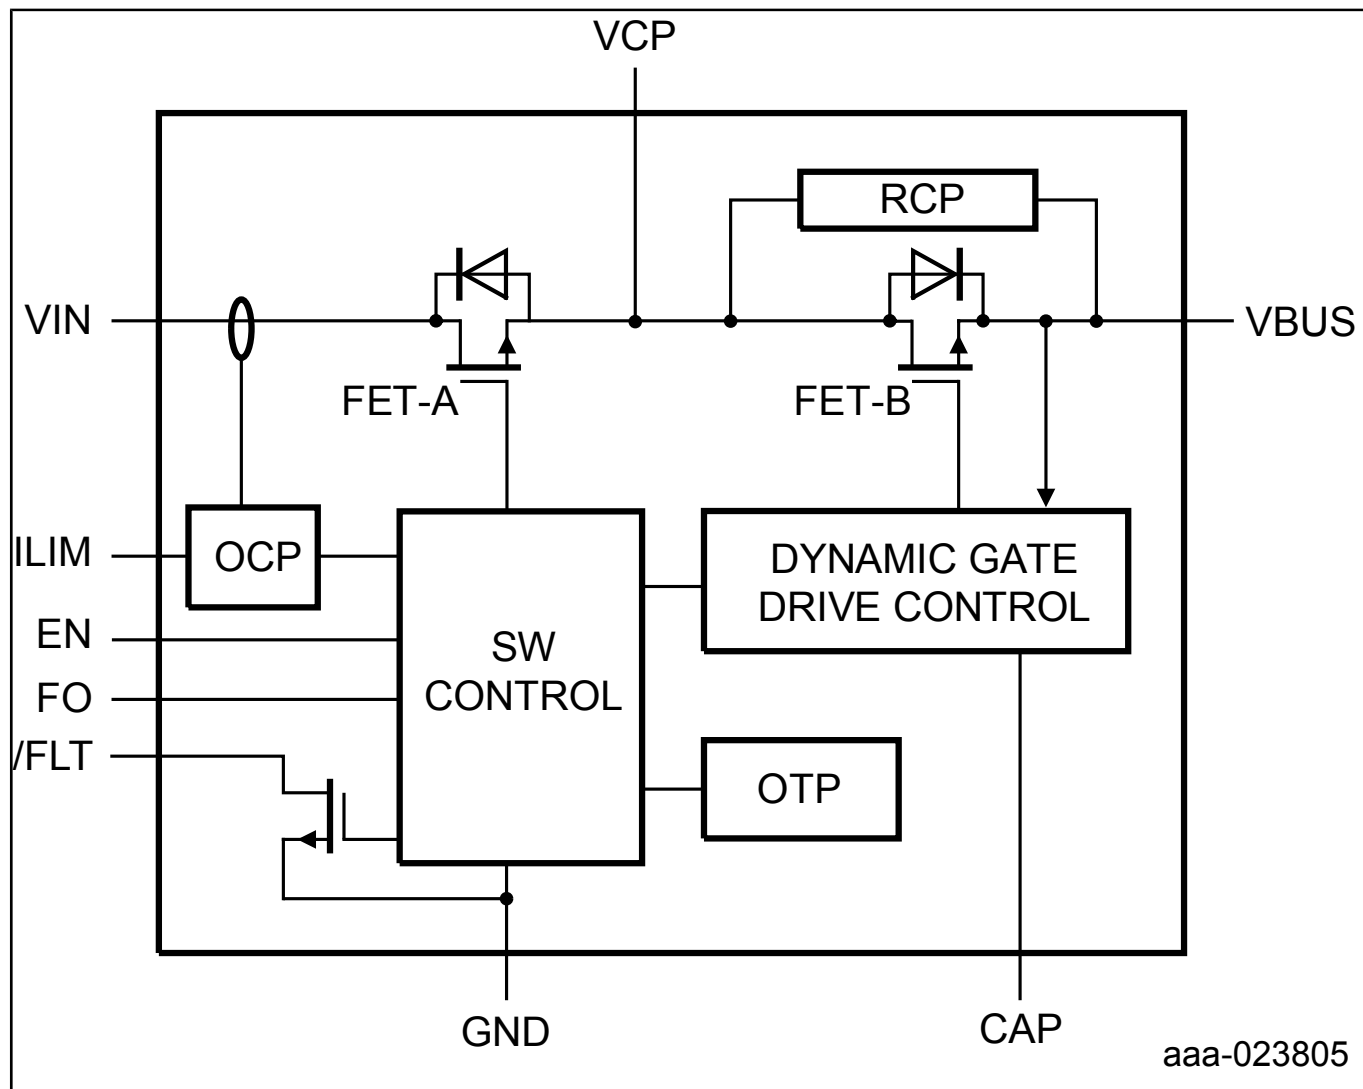 VCP
RCP
VIN
VBUS
FET-A
FET-B
ILIM
OCP
DYNAMIC GATE
DRIVE CONTROL
EN
SW
CONTROL
FO
/FLT
OTP
GND
CAP
aaa-023805